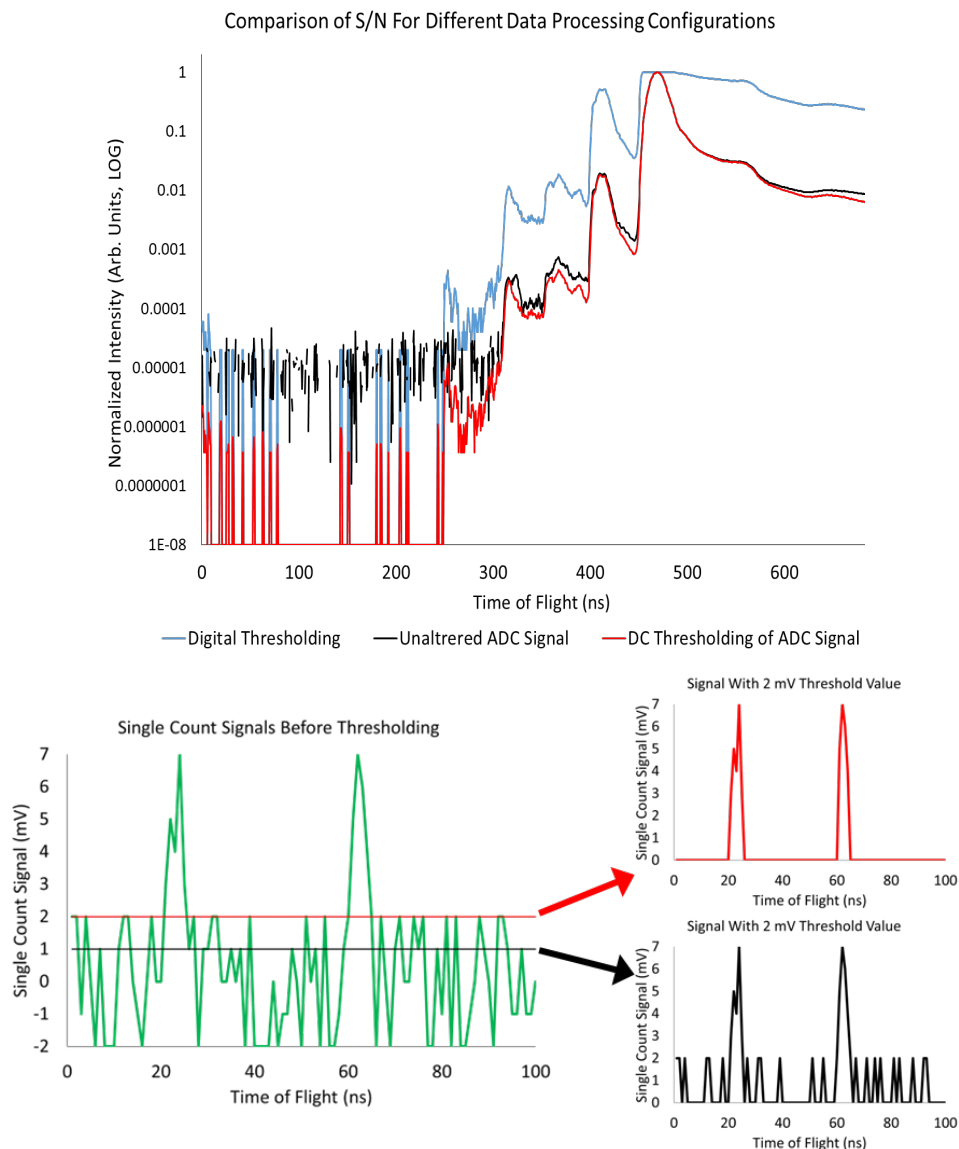 Comparison of S/N For Different Data Processing Configurations
Normalized Intensity (Arb. Units, LOG)
1
0.1
0.01
0.001
0.0001
0.00001
0.000001
0.0000001
1E-08
0 100 200 300 400 500 600
Time of Flight (ns)
Digital Thresholding Unaltrered ADC Signal DC Thresholding of ADC Signal
Single Count Signals Before Thresholding
Single Count Signal (mV)
7
6
5
4
3
2
1
0
-1
-2
0 20 40 60 80 100
Time of Flight (ns)
Signal With 2 mV Threshold Value
Single Count Signal (mV)
7
6
5
4
3
2
1
0
0 20 40 60 80 100
Time of Flight (ns)
Signal With 2 mV Threshold Value
Single Count Signal (mV)
7
6
5
4
3
2
1
0
0 20 40 60 80 100
Time of Flight (ns)